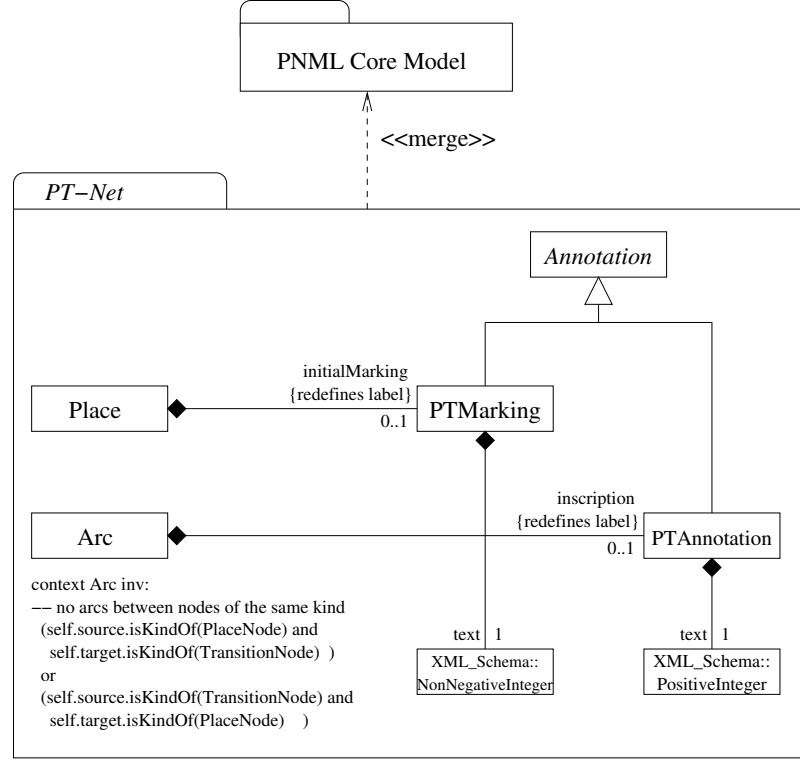 PNML Core Model
<<merge>>
PT−Net
Annotation
initialMarking
{redefines label}
Place
PTMarking
0..1
inscription
{redefines label}
Arc
PTAnnotation
0..1
context Arc inv:
−− no arcs between nodes of the same kind
(self.source.isKindOf(PlaceNode) and
self.target.isKindOf(TransitionNode) )
or
(self.source.isKindOf(TransitionNode) and
self.target.isKindOf(PlaceNode) )
text 1
XML_Schema::
NonNegativeInteger
text 1
XML_Schema::
PositiveInteger